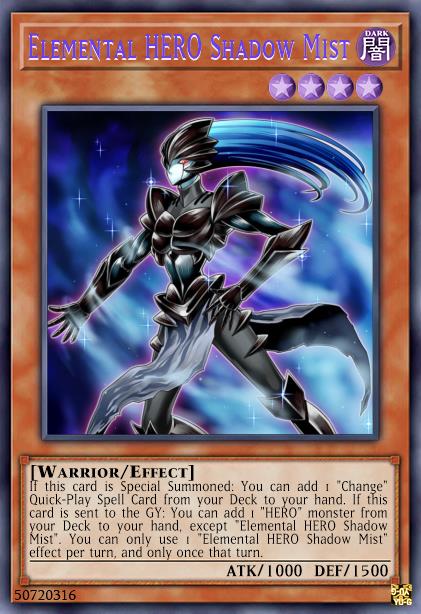 ELEMENTAL HERO SHADOW MIST
DARK
闇
[WARRIOR/EFFECT]
If this card is Special Summoned: You can add 1 "Change"
Quick-Play Spell Card from your Deck to your hand. If this
card is sent to the GY: You can add 1 "HERO" monster from
your Deck to your hand, except "Elemental HERO Shadow
Mist". You can only use 1 "Elemental HERO Shadow Mist"
effect per turn, and only once that turn.
ATK/1000 DEF/1500
50720316